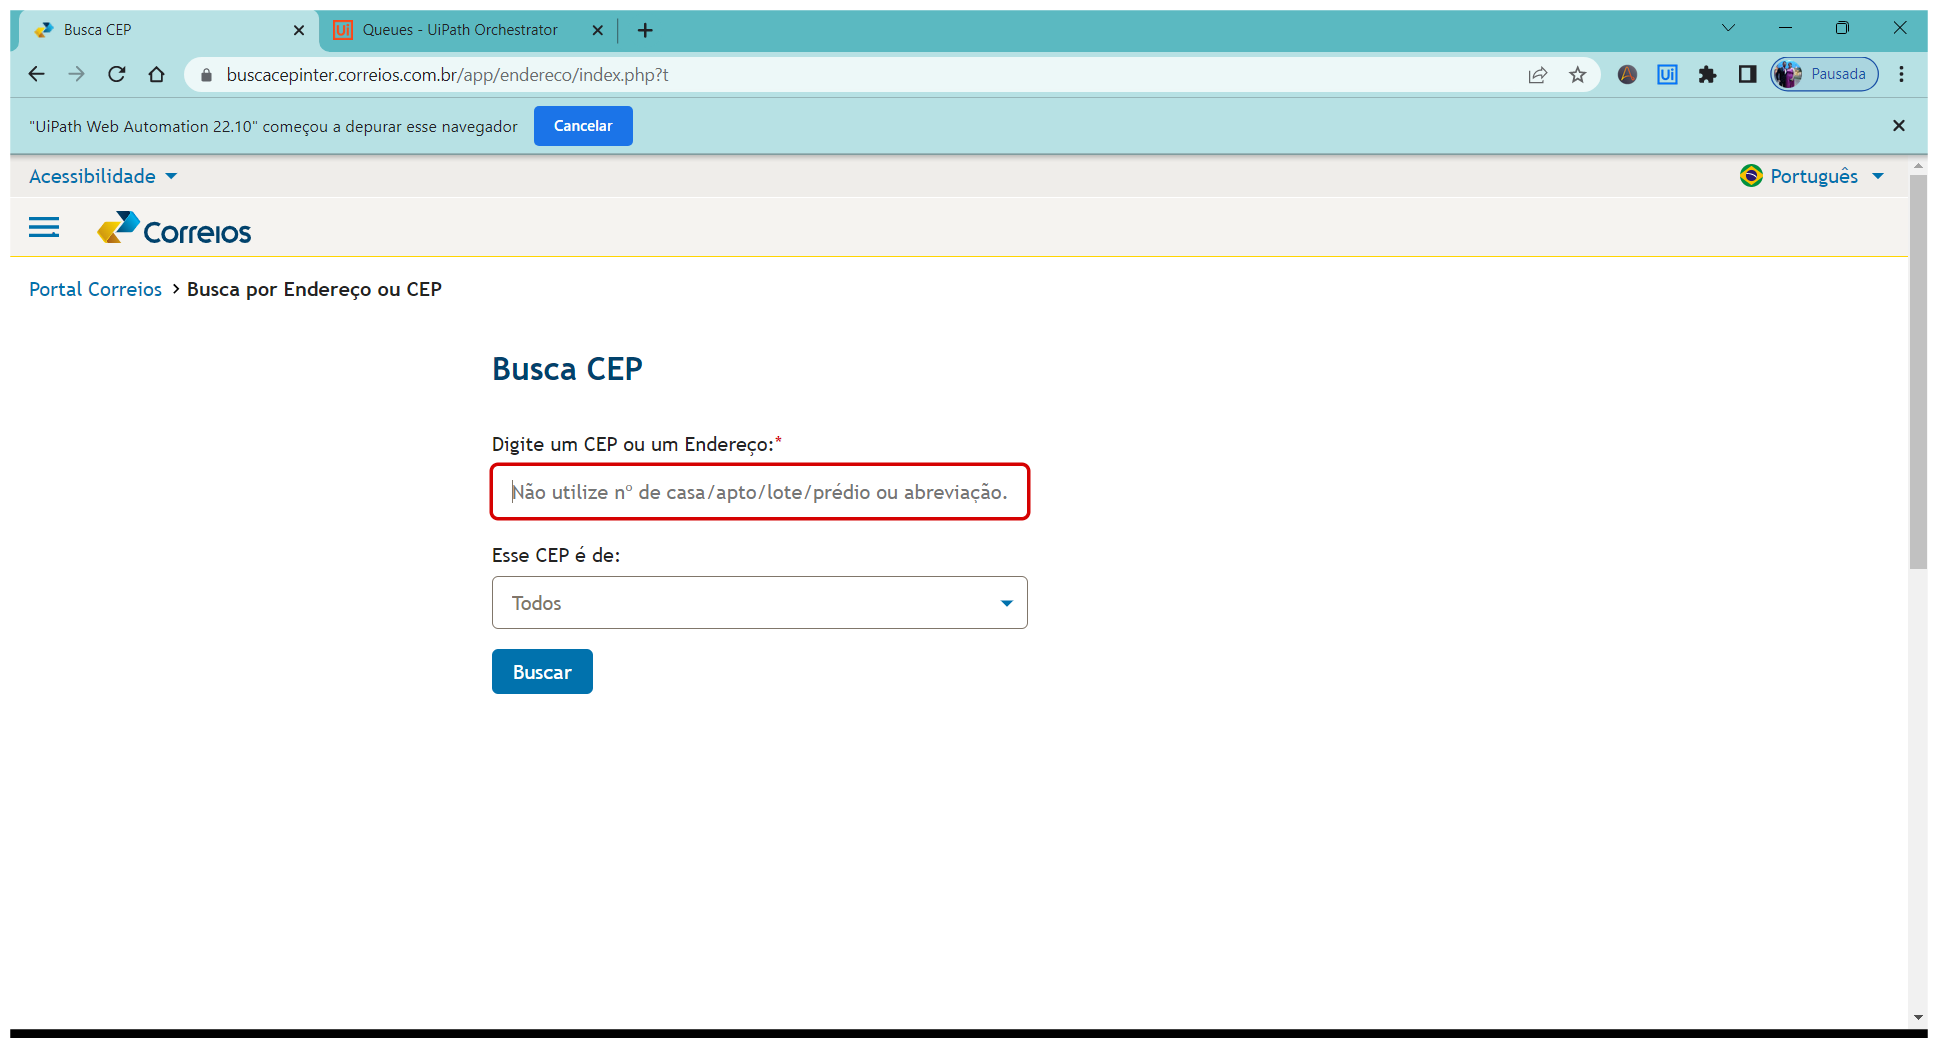 Busca CEP
Ui Queues - UiPath Orchestrator
buscacepinter.correios.com.br/app/endereco/index.php?t
Ui
Pausada
"UiPath Web Automation 22.10" começou a depurar esse navegador
Cancelar
Acessibilidade
Português
Correios
Portal Correios > Busca por Endereço ou CEP
Busca CEP
Digite um CEP ou um Endereço:*
Não utilize nº de casa/apto/lote/prédio ou abreviação.
Esse CEP é de:
Todos
Buscar